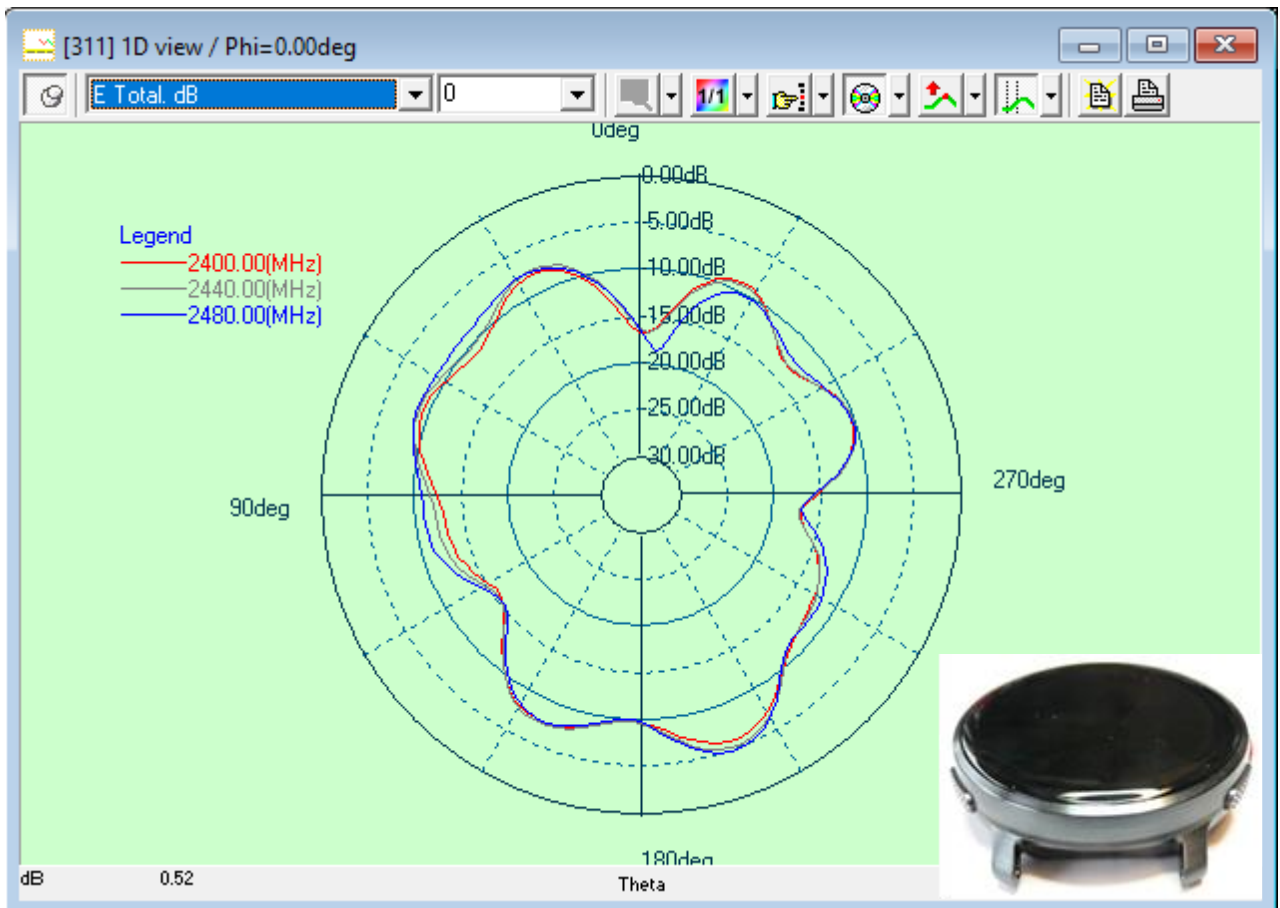 [311] 1D view / Phi=0.00deg
E Total. dB
0
1/1
0deg
0.00dB
-5.00dB
-10.00dB
-15.00dB
-20.00dB
-25.00dB
-30.00dB
Legend
2400.00(MHz)
2440.00(MHz)
2480.00(MHz)
270deg
90deg
180deg
dB
0.52
Theta